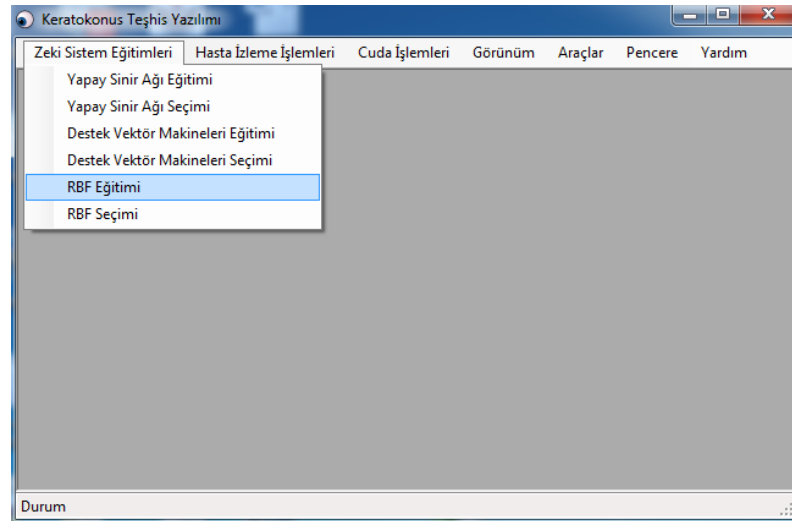 Keratokonus Teşhis Yazılımı
Zeki Sistem Eğitimleri Hasta İzleme İşlemleri Cuda İşlemleri Görünüm Araçlar Pencere Yardım
Yapay Sinir Ağı Eğitimi
Yapay Sinir Ağı Seçimi
Destek Vektör Makineleri Eğitimi
Destek Vektör Makineleri Seçimi
RBF Eğitimi
RBF Seçimi
Durum